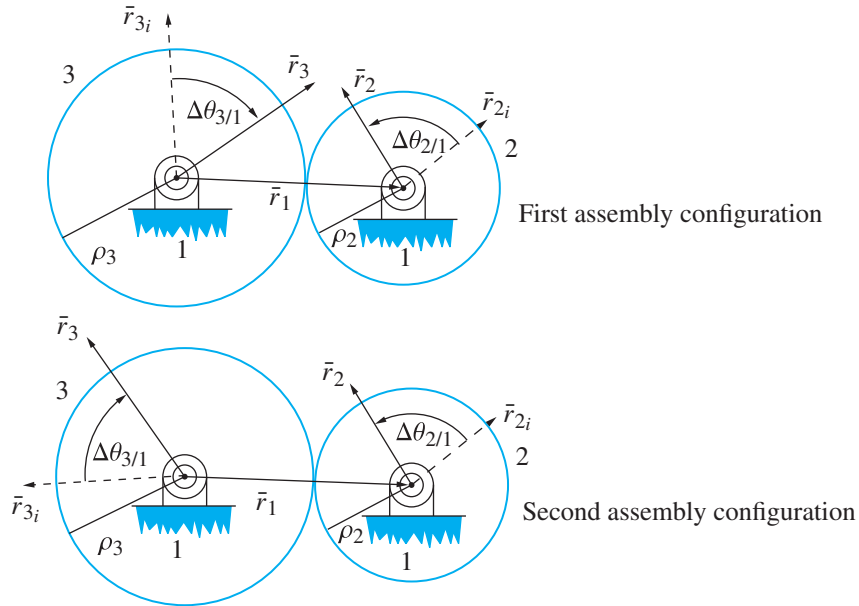 r̄₃ᵢ
3
r̄₃
Δθ₃/₁
r̄₂
r̄₂ᵢ
Δθ₂/₁
2
r̄₁
ρ₃
1
ρ₂
1
First assembly configuration
r̄₃
3
Δθ₃/₁
r̄₃ᵢ
r̄₂
r̄₂ᵢ
Δθ₂/₁
2
r̄₁
ρ₃
1
ρ₂
1
Second assembly configuration